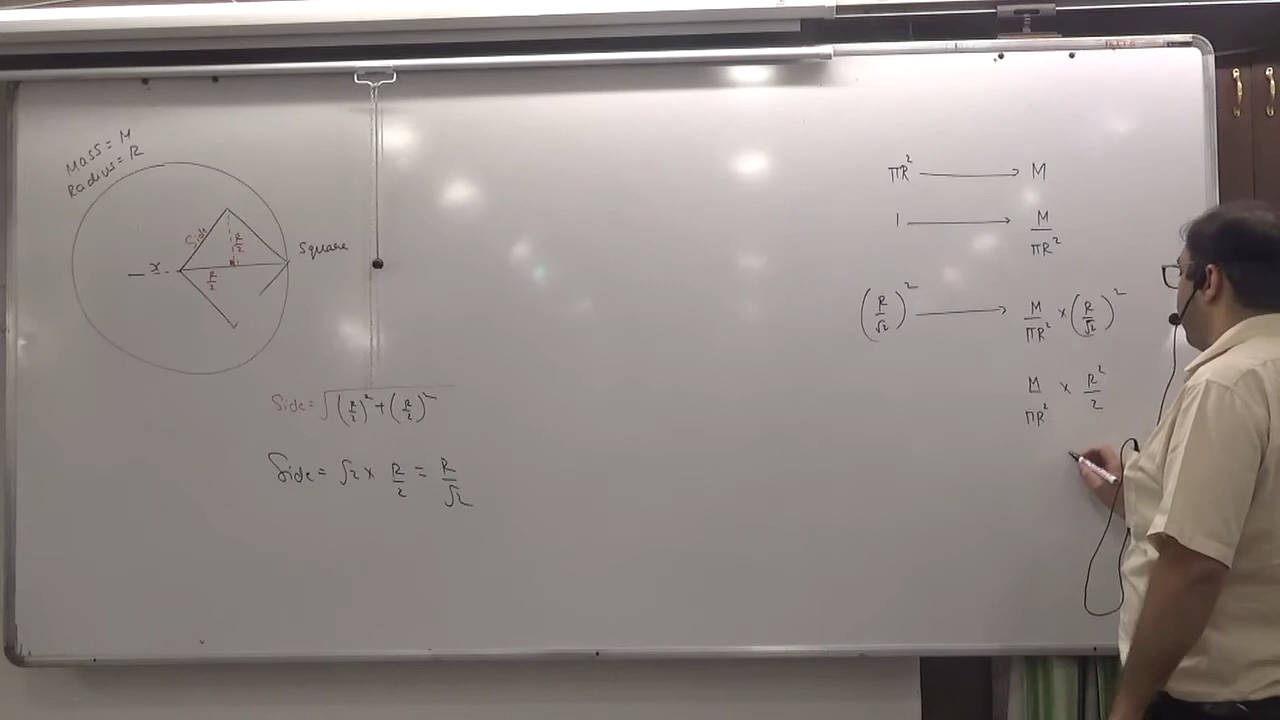 Mass = M
Radius = R
Side
R/2
R/2
x
Square
Side = √((R/2)² + (R/2)²)
Side = √2 × R/2 = R/√2
πR² → M
1 → M/πR²
(R/√2)² → M/πR² × (R/√2)²
M/πR² × R²/2